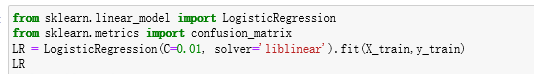 from sklearn.linear_model import LogisticRegression
from sklearn.metrics import confusion_matrix
LR = LogisticRegression(C=0.01, solver='liblinear').fit(X_train,y_train)
LR